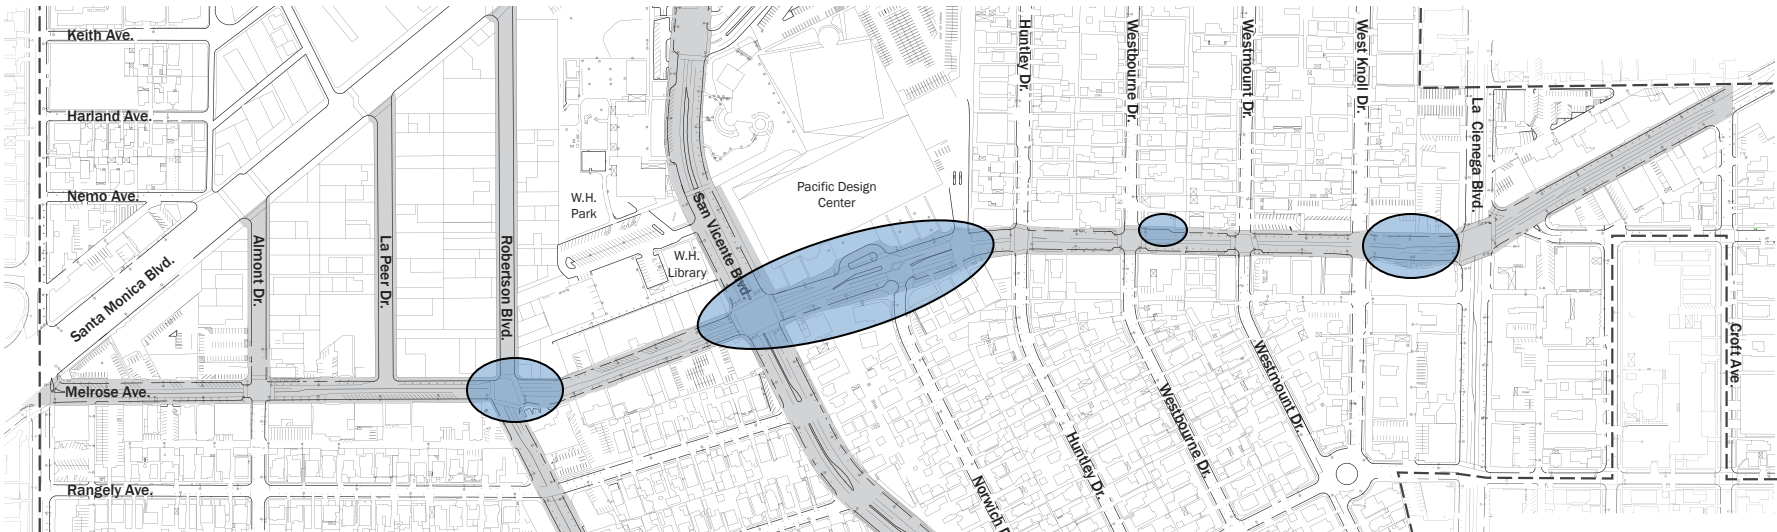 Keith Ave.
Harland Ave.
Nemo Ave.
Santa Monica Blvd.
Almont Dr.
La Peer Dr.
Robertson Blvd.
W.H.
Park
W.H.
Library
San Vicente Blvd.
Pacific Design
Center
Huntley Dr.
Westbourne Dr.
Westmount Dr.
West Knoll Dr.
La Cienega Blvd.
Croft Ave.
Melrose Ave.
Rangely Ave.
Norwich D
Huntley Dr.
Westbourne Dr.
Westmount Dr.